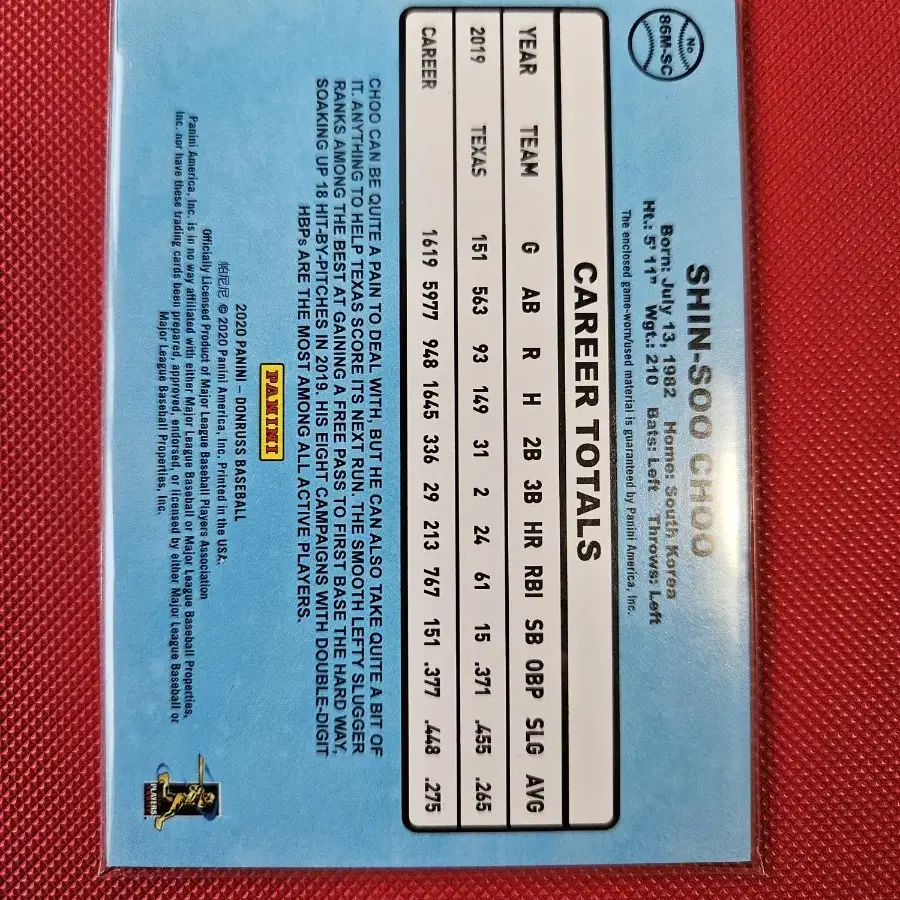 No
86M-SC
SHIN-SOO CHOO
Born: July 13, 1982 Home: South Korea
Ht.: 5' 11" Wgt.: 210 Bats: Left Throws: Left
The enclosed game-worn/used material is guaranteed by Panini America, Inc.
CAREER TOTALS
YEAR TEAM G AB R H 2B 3B HR RBI SB OBP SLG AVG
2019 TEXAS 151 563 93 149 31 2 24 61 15 .371 .455 .265
CAREER 1619 5977 948 1645 336 29 213 767 151 .377 .448 .275
CHOO CAN BE QUITE A PAIN TO DEAL WITH, BUT HE CAN ALSO TAKE QUITE A BIT OF
IT. ANYTHING TO HELP TEXAS SCORE ITS NEXT RUN. THE SMOOTH LEFTY SLUGGER
RANKS AMONG THE BEST AT GAINING A FREE PASS TO FIRST BASE THE HARD WAY,
SOAKING UP 18 HIT-BY-PITCHES IN 2019. HIS EIGHT CAMPAIGNS WITH DOUBLE-DIGIT
HBPs ARE THE MOST AMONG ALL ACTIVE PLAYERS.
PANINI
2020 PANINI – DONRUSS BASEBALL
帕尼尼 © 2020 Panini America, Inc. Printed in the USA.
Officially Licensed Product of Major League Baseball Players Association
Panini America, Inc. is in no way affiliated with either Major League Baseball or Major League Baseball Properties,
Inc. nor have these trading cards been prepared, approved, endorsed, or licensed by either Major League Baseball or
Major League Baseball Properties, Inc.
PLAYERS